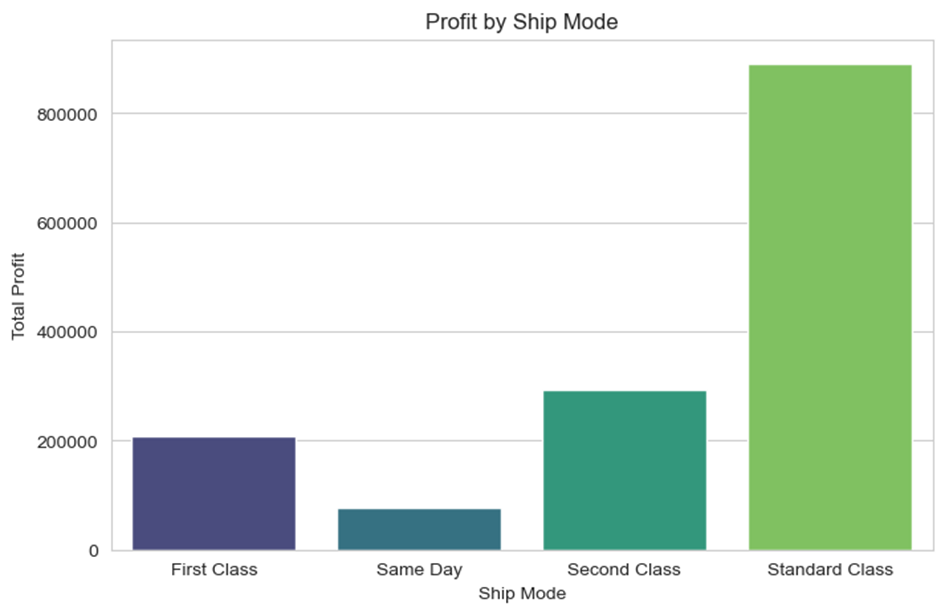 Profit by Ship Mode
Total Profit
800000
600000
400000
200000
0
First Class Same Day Second Class Standard Class
Ship Mode